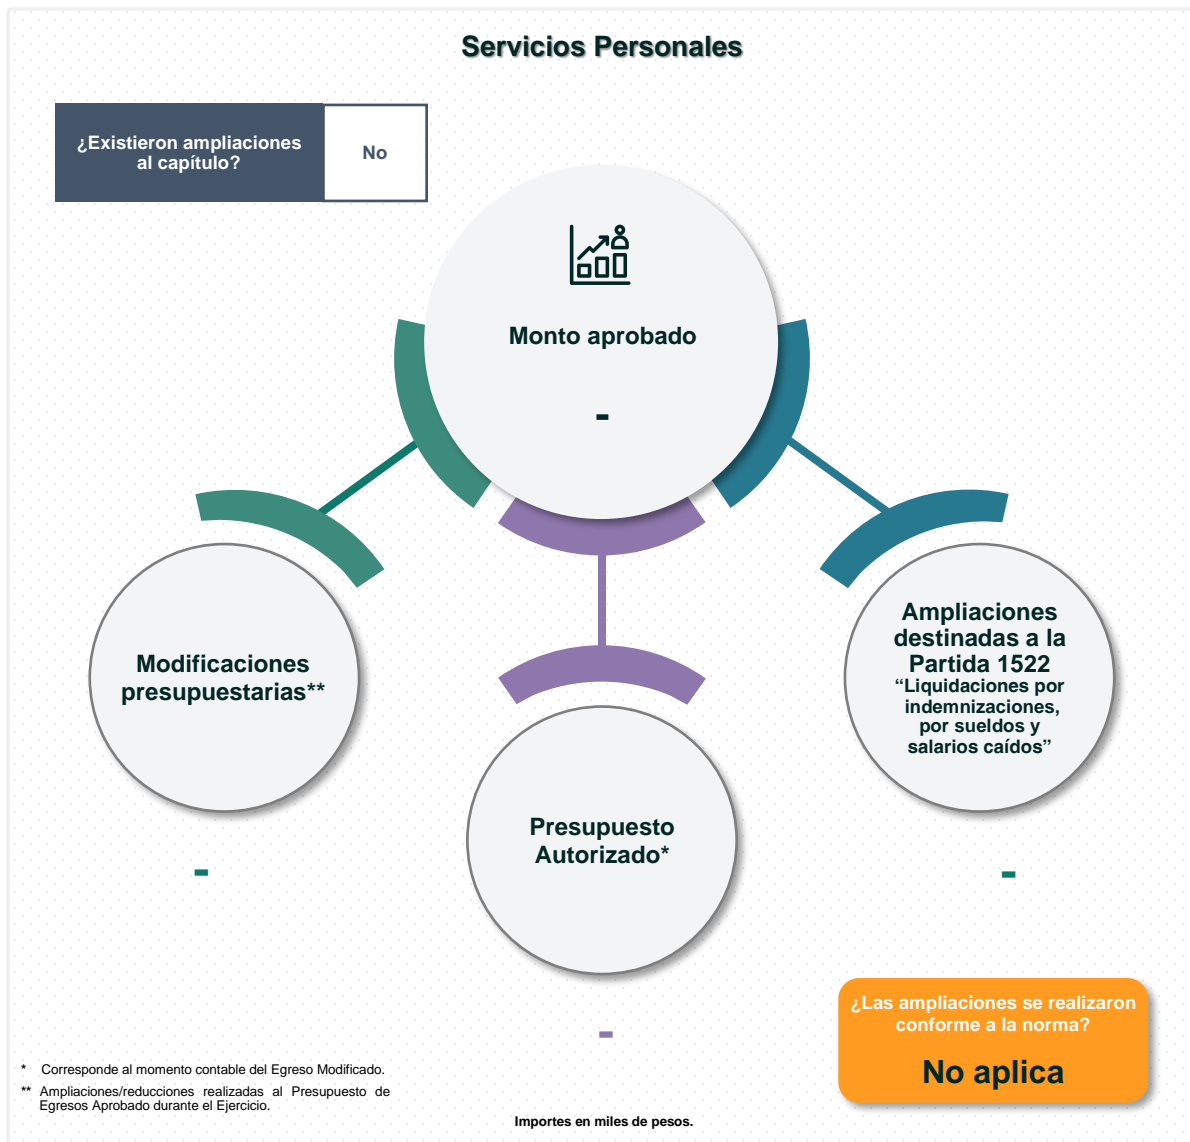 Servicios Personales
¿Existieron ampliaciones
al capítulo?
No
Monto aprobado
-
Modificaciones
presupuestarias**
-
Presupuesto
Autorizado*
-
Ampliaciones
destinadas a la
Partida 1522
“Liquidaciones por
indemnizaciones,
por sueldos y
salarios caídos”
-
¿Las ampliaciones se realizaron
conforme a la norma?
No aplica
* Corresponde al momento contable del Egreso Modificado.
** Ampliaciones/reducciones realizadas al Presupuesto de
Egresos Aprobado durante el Ejercicio.
Importes en miles de pesos.